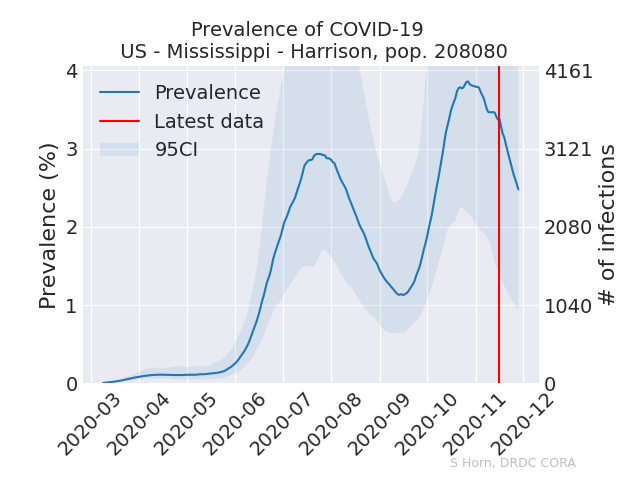 Prevalence of COVID-19
US - Mississippi - Harrison, pop. 208080
Prevalence
Latest data
95CI
Prevalence (%)
4
3
2
1
0
4161
3121
2080
1040
0
# of infections
2020-03
2020-04
2020-05
2020-06
2020-07
2020-08
2020-09
2020-10
2020-11
2020-12
S Horn, DRDC CORA